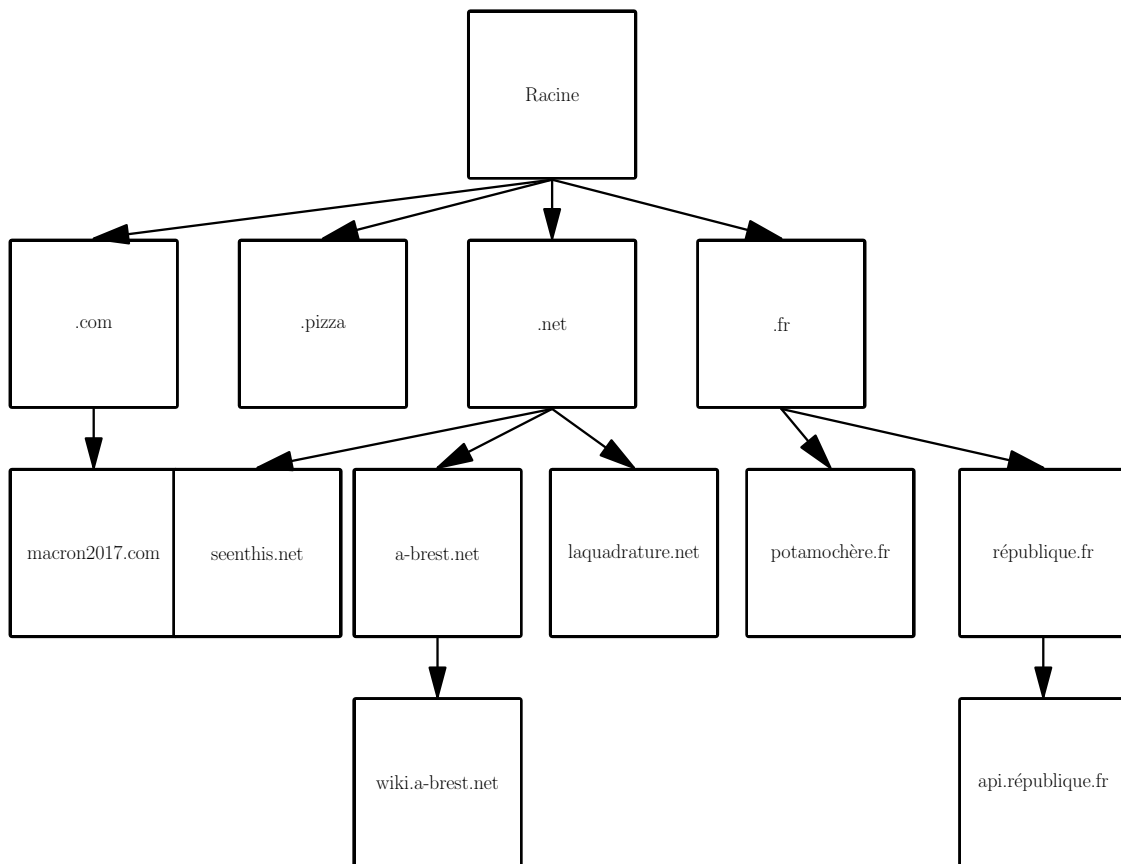 Racine
.com
.pizza
.net
.fr
macron2017.com
seenthis.net
a-brest.net
laquadrature.net
potamochère.fr
république.fr
wiki.a-brest.net
api.république.fr